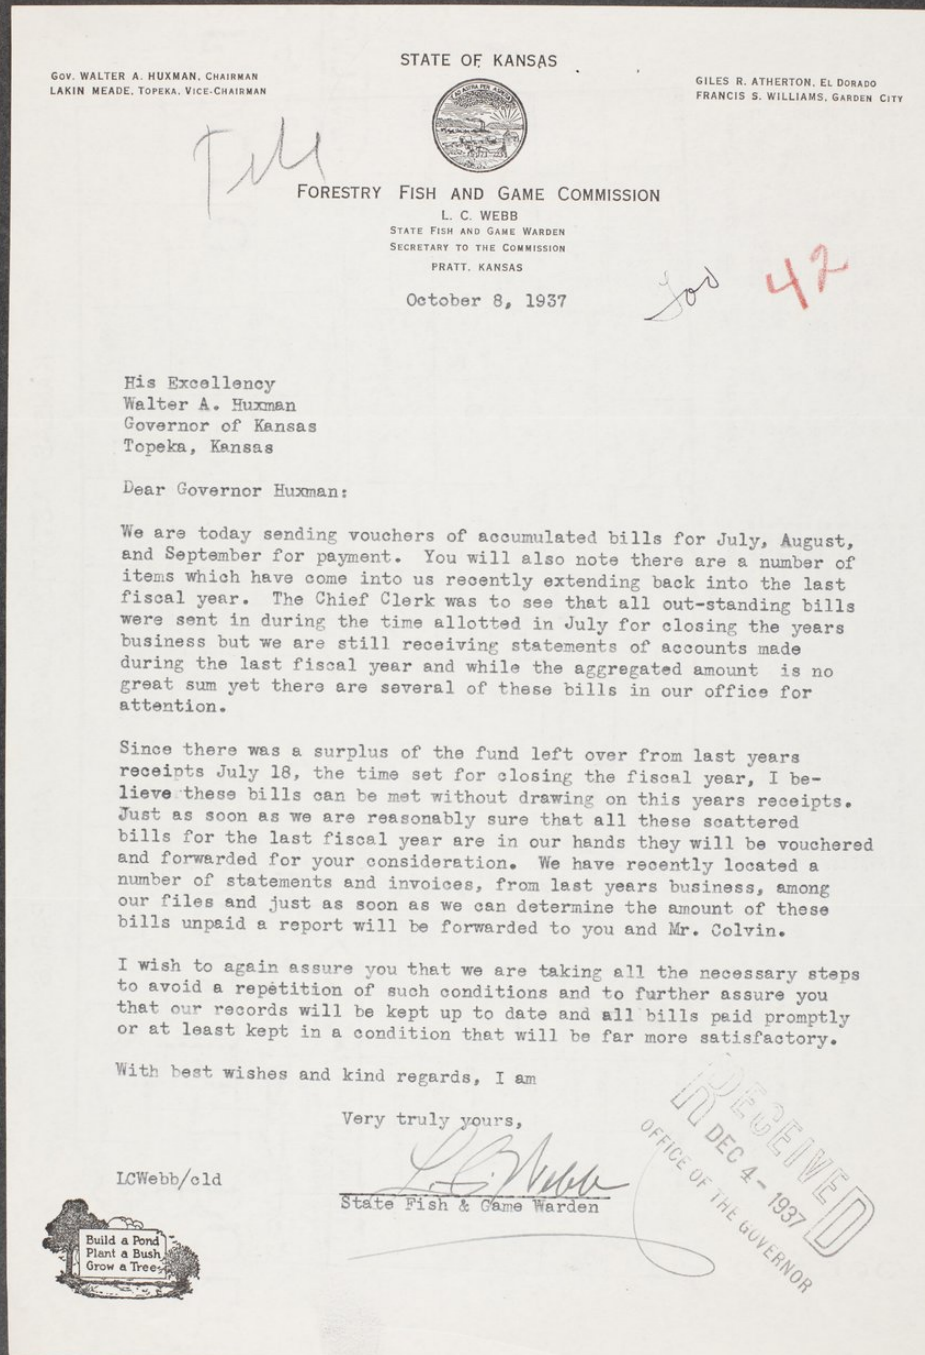 STATE OF KANSAS
GOV. WALTER A. HUXMAN, CHAIRMAN
LAKIN MEADE, TOPEKA, VICE-CHAIRMAN
GILES R. ATHERTON, EL DORADO
FRANCIS S. WILLIAMS, GARDEN CITY
FORESTRY FISH AND GAME COMMISSION
L. C. WEBB
STATE FISH AND GAME WARDEN
SECRETARY TO THE COMMISSION
PRATT, KANSAS
42
October 8, 1937
His Excellency
Walter A. Huxman
Governor of Kansas
Topeka, Kansas
Dear Governor Huxman:
We are today sending vouchers of accumulated bills for July, August,
and September for payment. You will also note there are a number of
items which have come into us recently extending back into the last
fiscal year. The Chief Clerk was to see that all out-standing bills
were sent in during the time allotted in July for closing the years
business but we are still receiving statements of accounts made
during the last fiscal year and while the aggregated amount is no
great sum yet there are several of these bills in our office for
attention.
Since there was a surplus of the fund left over from last years
receipts July 18, the time set for closing the fiscal year, I be-
lieve these bills can be met without drawing on this years receipts.
Just as soon as we are reasonably sure that all these scattered
bills for the last fiscal year are in our hands they will be vouchered
and forwarded for your consideration. We have recently located a
number of statements and invoices, from last years business, among
our files and just as soon as we can determine the amount of these
bills unpaid a report will be forwarded to you and Mr. Colvin.
I wish to again assure you that we are taking all the necessary steps
to avoid a repetition of such conditions and to further assure you
that our records will be kept up to date and all bills paid promptly
or at least kept in a condition that will be far more satisfactory.
With best wishes and kind regards, I am
Very truly yours,
L. C. Webb
State Fish & Game Warden
LCWebb/cld
Build a Pond
Plant a Bush
Grow a Tree
RECEIVED
DEC 4 - 1937
OFFICE OF THE GOVERNOR